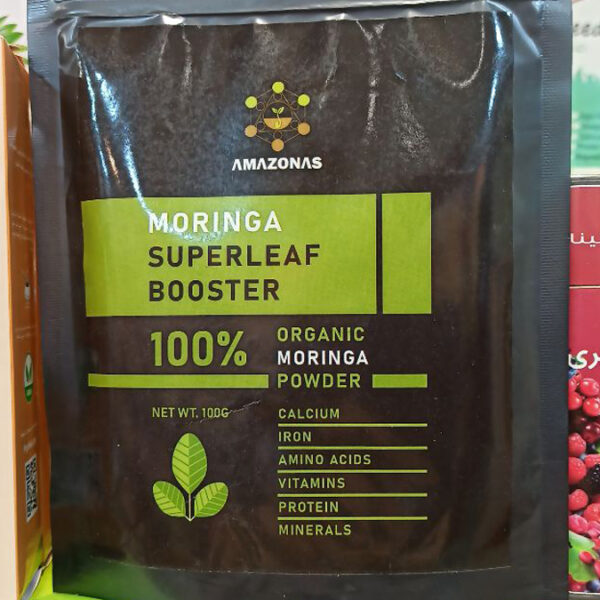 AMAZONAS
MORINGA
SUPERLEAF
BOOSTER
100%
ORGANIC
MORINGA
POWDER
NET WT. 100G
CALCIUM
IRON
AMINO ACIDS
VITAMINS
PROTEIN
MINERALS